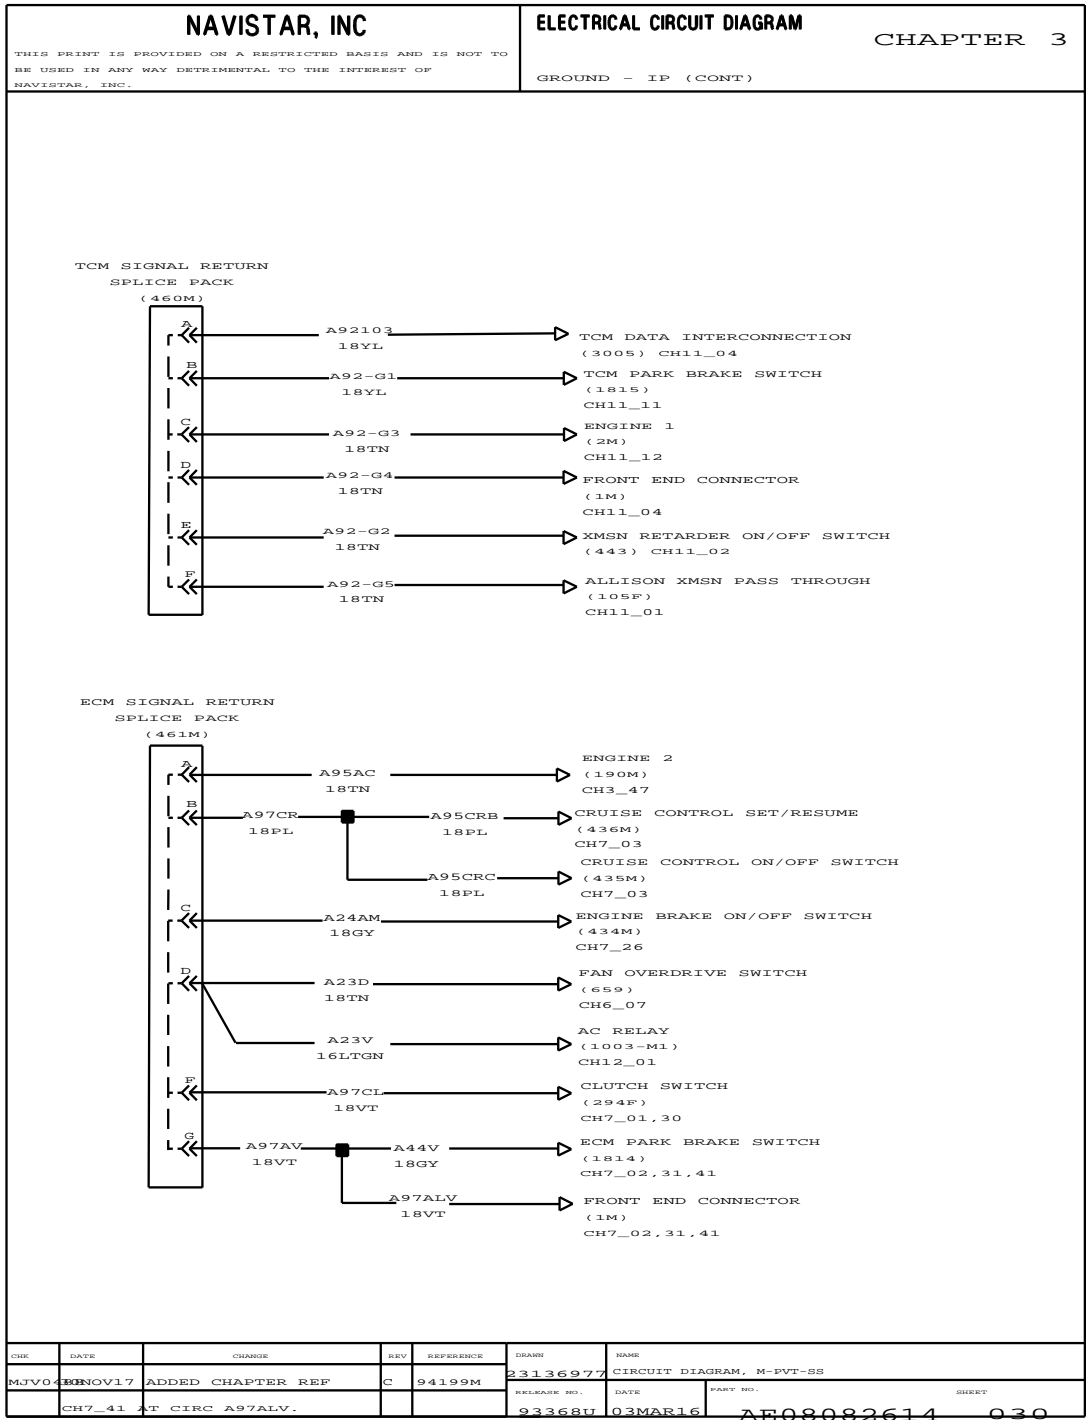 NAVISTAR, INC
THIS PRINT IS PROVIDED ON A RESTRICTED BASIS AND IS NOT TO
BE USED IN ANY WAY DETRIMENTAL TO THE INTEREST OF
NAVISTAR, INC.
ELECTRICAL CIRCUIT DIAGRAM
CHAPTER 3
GROUND - IP (CONT)
TCM SIGNAL RETURN
SPLICE PACK
(460M)
A
A92103
18YL
TCM DATA INTERCONNECTION
(3005) CH11_04
B
A92-G1
18YL
TCM PARK BRAKE SWITCH
(1815)
CH11_11
C
A92-G3
18TN
ENGINE 1
(2M)
CH11_12
D
A92-G4
18TN
FRONT END CONNECTOR
(1M)
CH11_04
E
A92-G2
18TN
XMSN RETARDER ON/OFF SWITCH
(443) CH11_02
F
A92-G5
18TN
ALLISON XMSN PASS THROUGH
(105F)
CH11_01
ECM SIGNAL RETURN
SPLICE PACK
(461M)
A
A95AC
18TN
ENGINE 2
(190M)
CH3_47
B
A97CR
18PL
A95CRB
18PL
CRUISE CONTROL SET/RESUME
(436M)
CH7_03
A95CRC
18PL
CRUISE CONTROL ON/OFF SWITCH
(435M)
CH7_03
C
A24AM
18GY
ENGINE BRAKE ON/OFF SWITCH
(434M)
CH7_26
D
A23D
18TN
FAN OVERDRIVE SWITCH
(659)
CH6_07
A23V
16LTGN
AC RELAY
(1003-M1)
CH12_01
F
A97CL
18VT
CLUTCH SWITCH
(294F)
CH7_01,30
G
A97AV
18VT
A44V
18GY
ECM PARK BRAKE SWITCH
(1814)
CH7_02,31,41
A97ALV
18VT
FRONT END CONNECTOR
(1M)
CH7_02,31,41
CHK DATE CHANGE REV REFERENCE
NOV17 ADDED CHAPTER REF C 94199M
CH7_41 AT CIRC A97ALV.
DRAWN
23136977
NAME
CIRCUIT DIAGRAM, M-PVT-SS
RELEASE NO.
93368U
DATE
03MAR16
PART NO.
AE08082614
SHEET
030